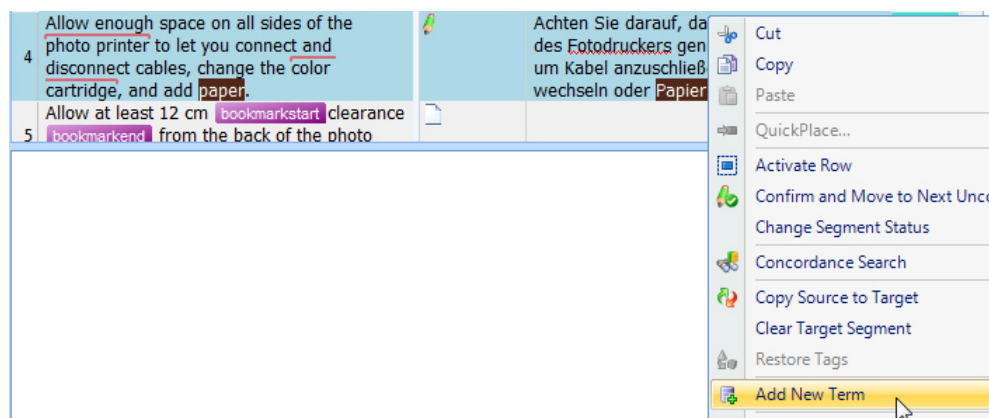 4
Allow enough space on all sides of the
photo printer to let you connect and
disconnect cables, change the color
cartridge, and add paper.
Achten Sie darauf, da
des Fotodruckers gen
um Kabel anzuschließ
wechseln oder Papier
5
Allow at least 12 cm bookmarkstart clearance
bookmarkend from the back of the photo
Cut
Copy
Paste
QuickPlace...
Activate Row
Confirm and Move to Next Unco
Change Segment Status
Concordance Search
Copy Source to Target
Clear Target Segment
Restore Tags
Add New Term